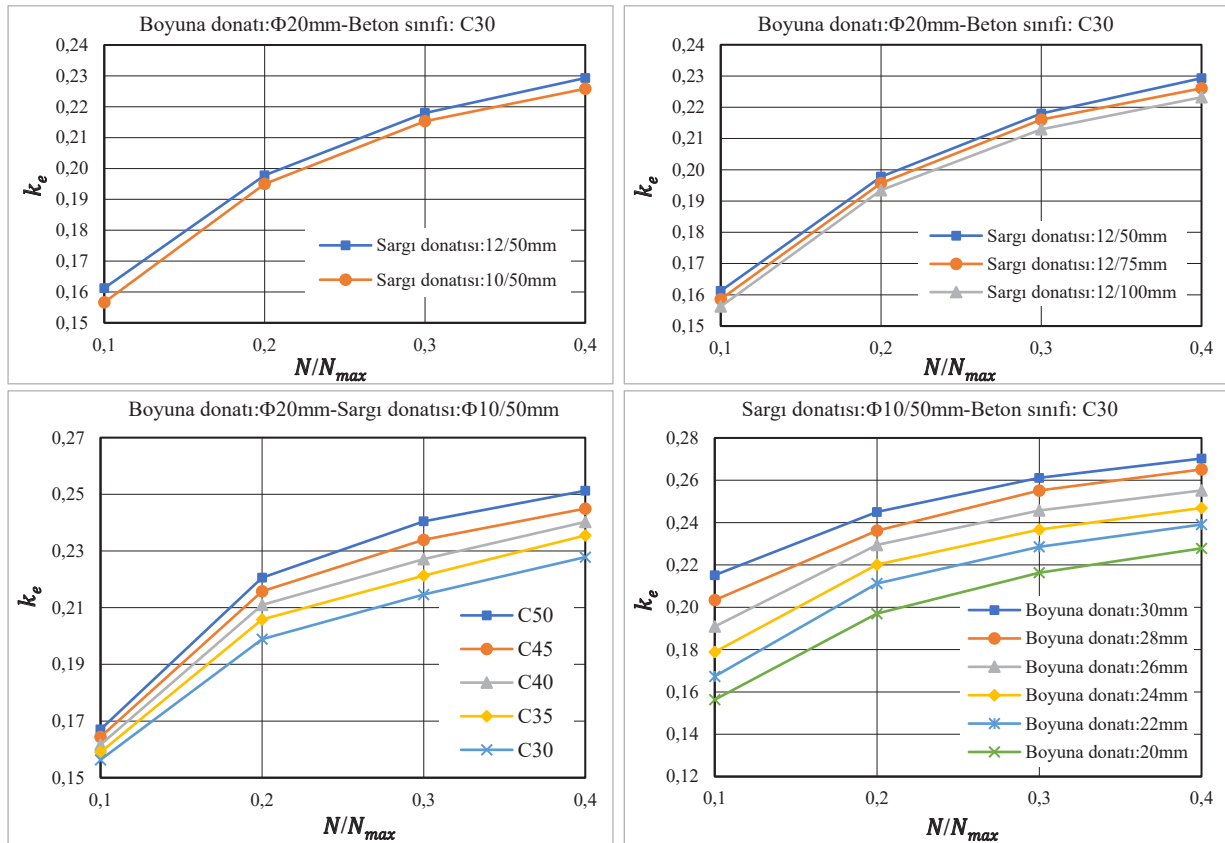 Boyuna donatı:Φ20mm-Beton sınıfı: C30
0,24
0,23
0,22
0,21
0,20
0,19
0,18
0,17
0,16
0,15
k_e
0,1
0,2
0,3
0,4
N/N_max
Sargı donatısı:12/50mm
Sargı donatısı:10/50mm
Boyuna donatı:Φ20mm-Beton sınıfı: C30
0,24
0,23
0,22
0,21
0,20
0,19
0,18
0,17
0,16
0,15
k_e
0,1
0,2
0,3
0,4
N/N_max
Sargı donatısı:12/50mm
Sargı donatısı:12/75mm
Sargı donatısı:12/100mm
Boyuna donatı:Φ20mm-Sargı donatısı:Φ10/50mm
0,27
0,25
0,23
0,21
0,19
0,17
0,15
k_e
0,1
0,2
0,3
0,4
N/N_max
C50
C45
C40
C35
C30
Sargı donatısı:Φ10/50mm-Beton sınıfı: C30
0,28
0,26
0,24
0,22
0,20
0,18
0,16
0,14
0,12
k_e
0,1
0,2
0,3
0,4
N/N_max
Boyuna donatı:30mm
Boyuna donatı:28mm
Boyuna donatı:26mm
Boyuna donatı:24mm
Boyuna donatı:22mm
Boyuna donatı:20mm